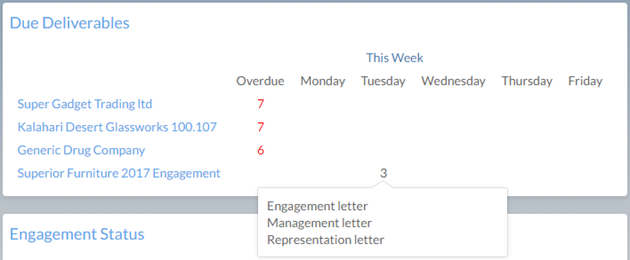 Due Deliverables
This Week
Overdue Monday Tuesday Wednesday Thursday Friday
Super Gadget Trading ltd 7
Kalahari Desert Glassworks 100.107 7
Generic Drug Company 6
Superior Furniture 2017 Engagement 3
Engagement letter
Management letter
Representation letter
Engagement Status